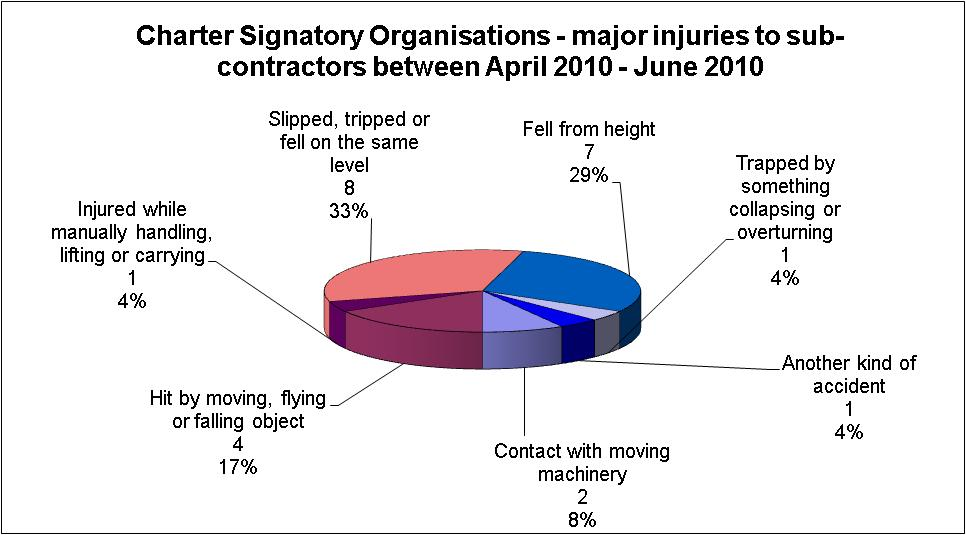 Charter Signatory Organisations - major injuries to sub-
contractors between April 2010 - June 2010
Slipped, tripped or
fell on the same
level
8
33%
Fell from height
7
29%
Trapped by
something
collapsing or
overturning
1
4%
Injured while
manually handling,
lifting or carrying
1
4%
Another kind of
accident
1
4%
Hit by moving, flying
or falling object
4
17%
Contact with moving
machinery
2
8%